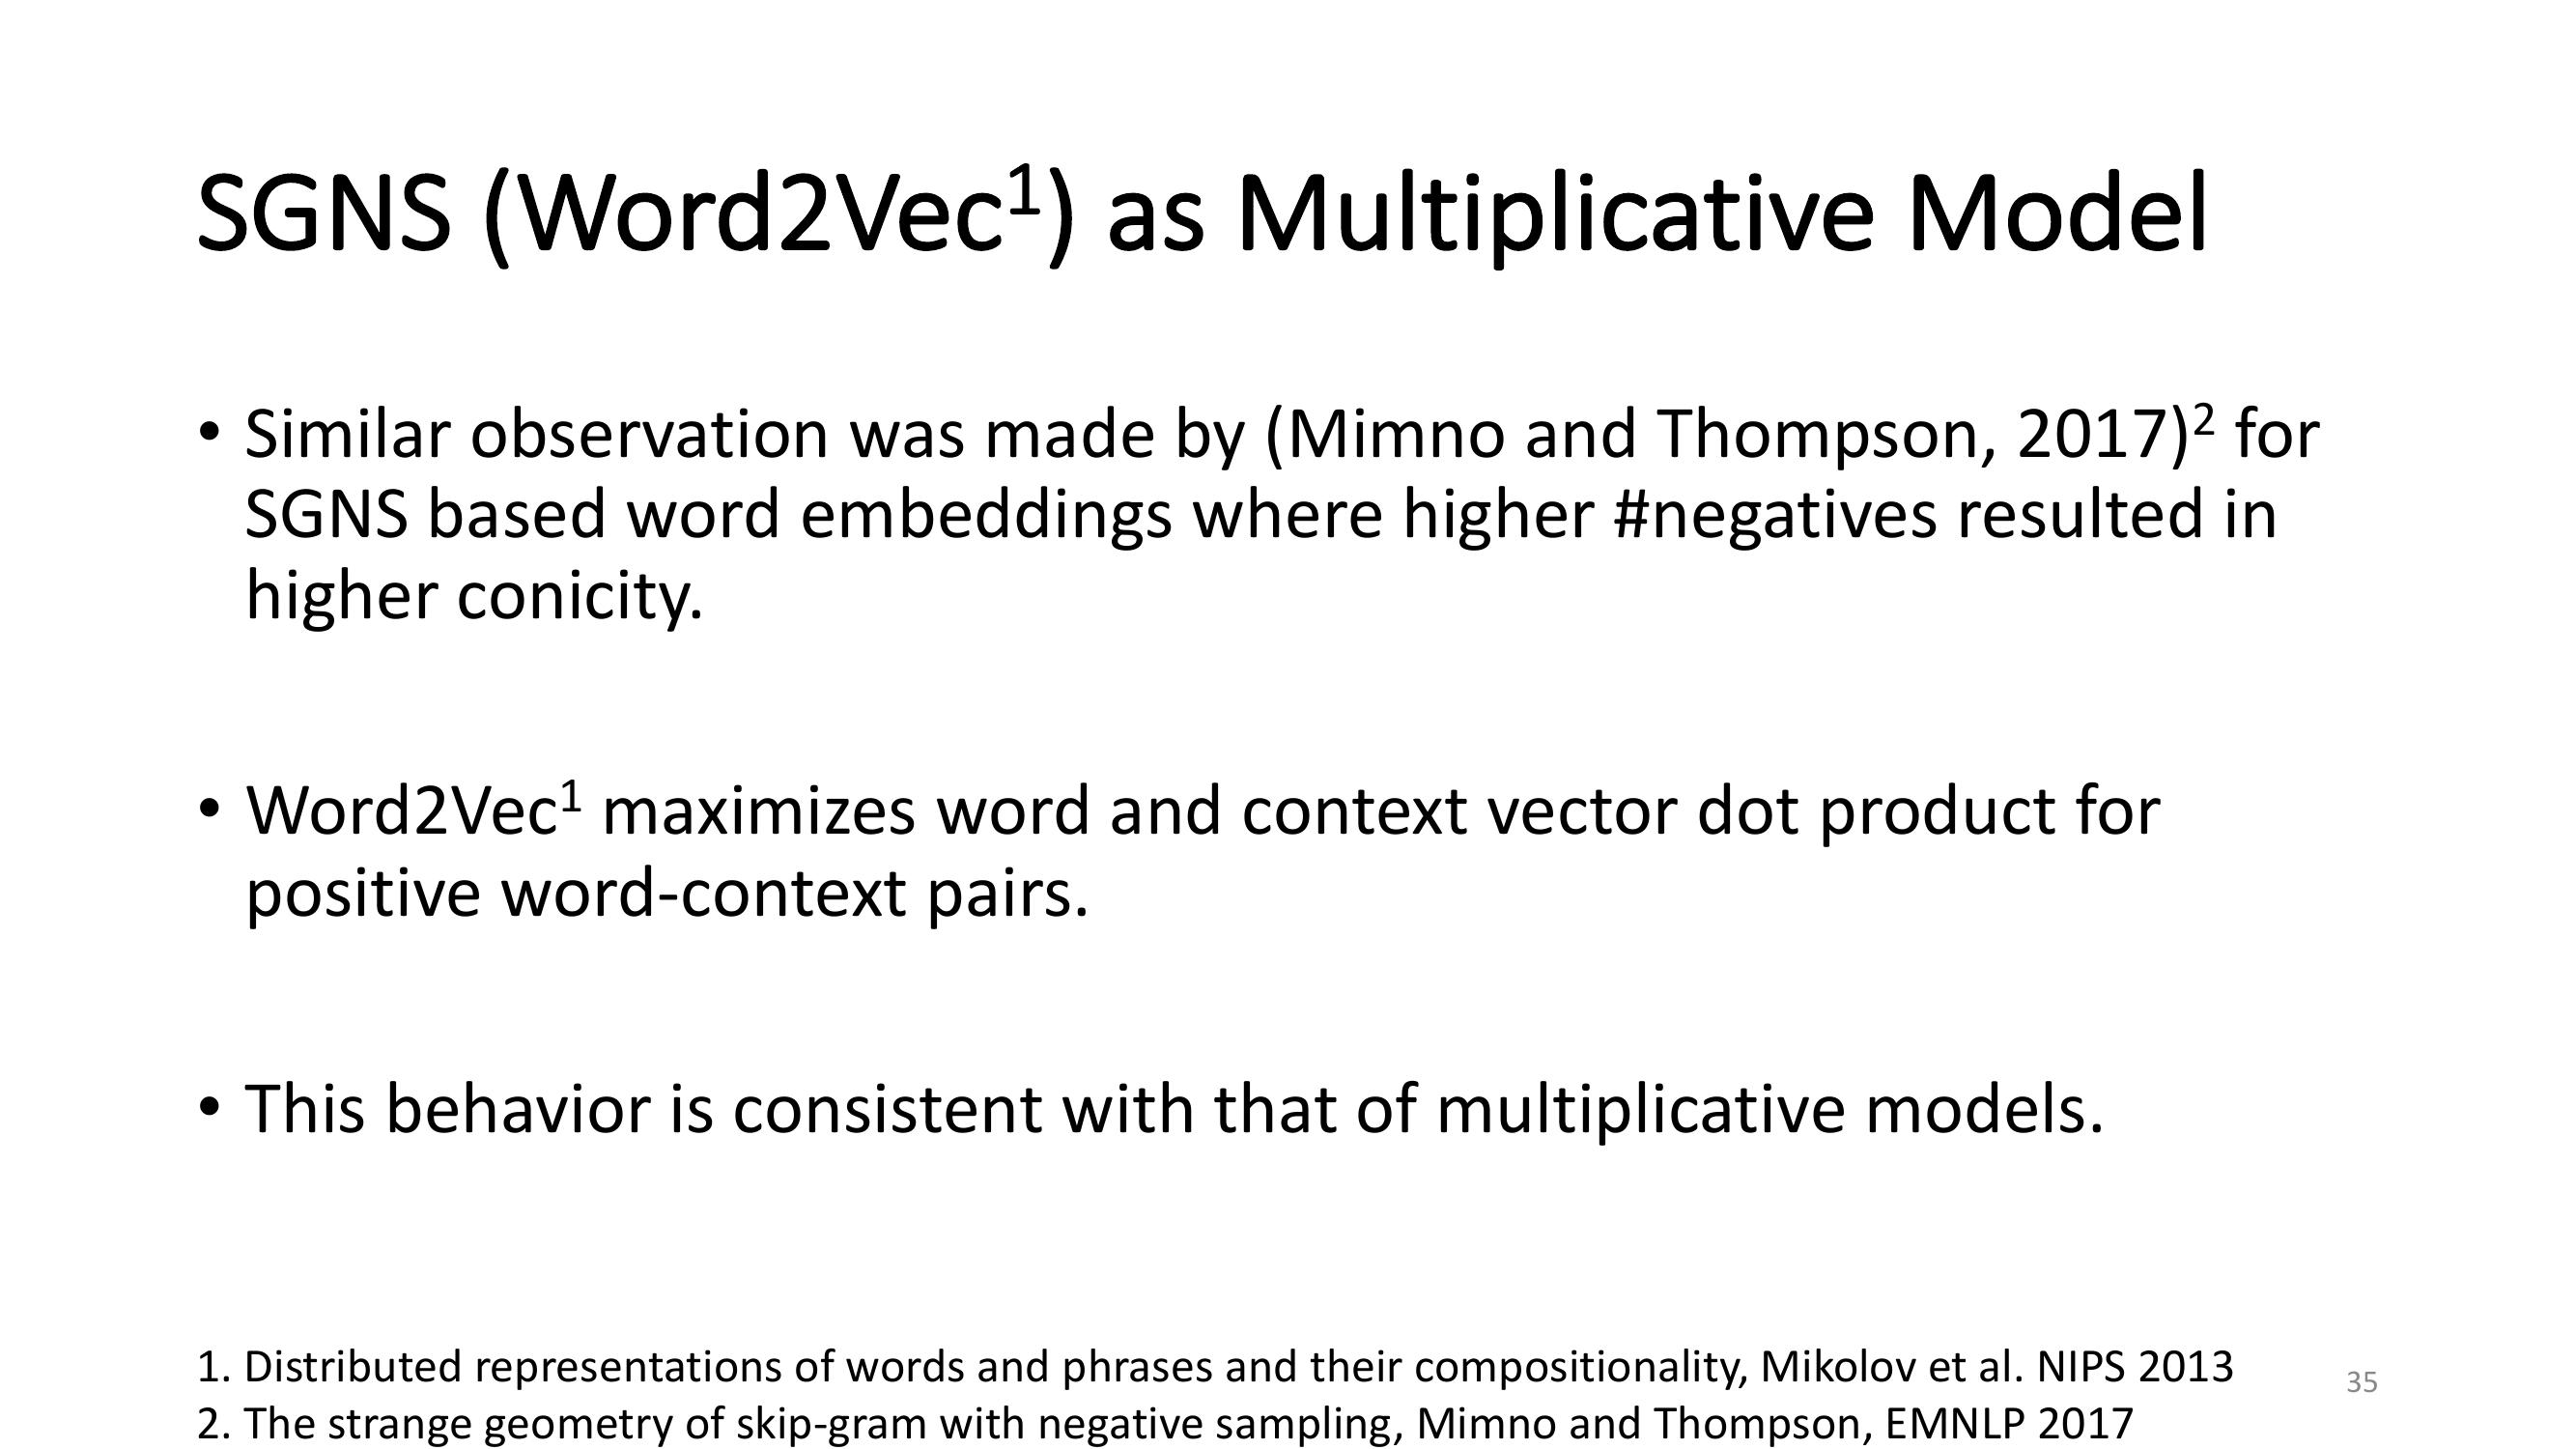 SGNS (Word2Vec¹) as Multiplicative Model
• Similar observation was made by (Mimno and Thompson, 2017)² for
SGNS based word embeddings where higher #negatives resulted in
higher conicity.
• Word2Vec¹ maximizes word and context vector dot product for
positive word-context pairs.
• This behavior is consistent with that of multiplicative models.
1. Distributed representations of words and phrases and their compositionality, Mikolov et al. NIPS 2013
2. The strange geometry of skip-gram with negative sampling, Mimno and Thompson, EMNLP 2017
35